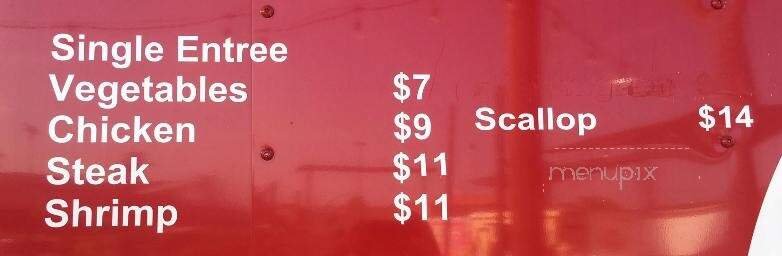 Single Entree
Vegetables $7
Chicken $9
Steak $11
Shrimp $11
Scallop $14
menupix